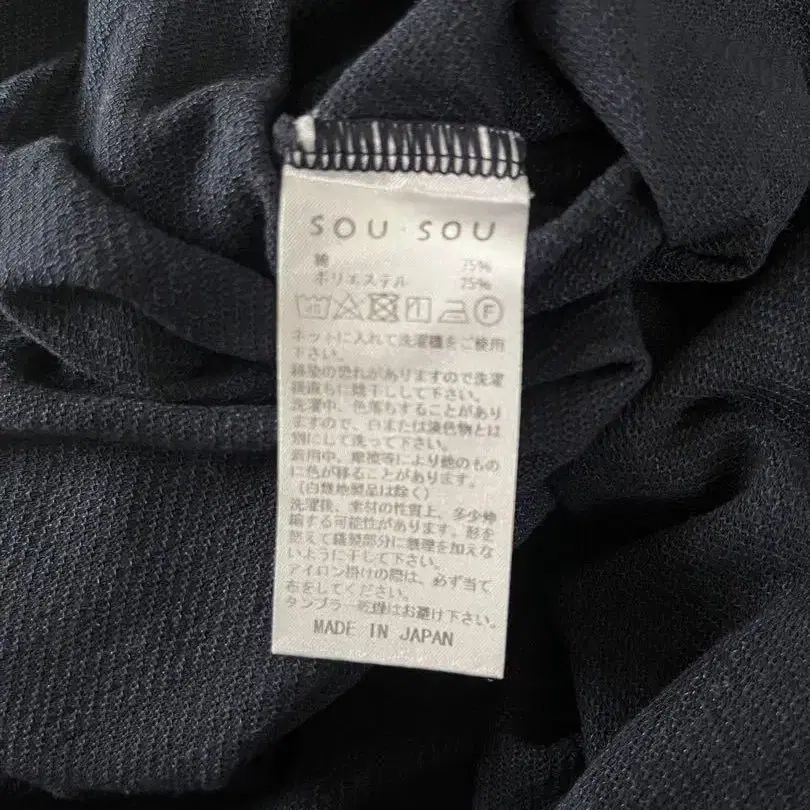 SOU・SOU
綿 75%
ポリエステル 25%
F
ネットに入れて洗濯機をご使用
下さい。
移染の恐れがありますので洗濯
後直ちに陰干しして下さい。
洗濯中、色落ちすることがあり
ますので、白または淡色物とは
別にして洗って下さい。
着用中、摩擦等により他のもの
に色が移ることがあります。
（白無地製品は除く）
洗濯後、素材の性質上、多少伸
縮する可能性があります。形を
整えて縫製部分に無理を加えな
いように干して下さい。
アイロン掛けの際は、必ず当て
布をしてください。
タンブラー乾燥はお避け下さい。
MADE IN JAPAN